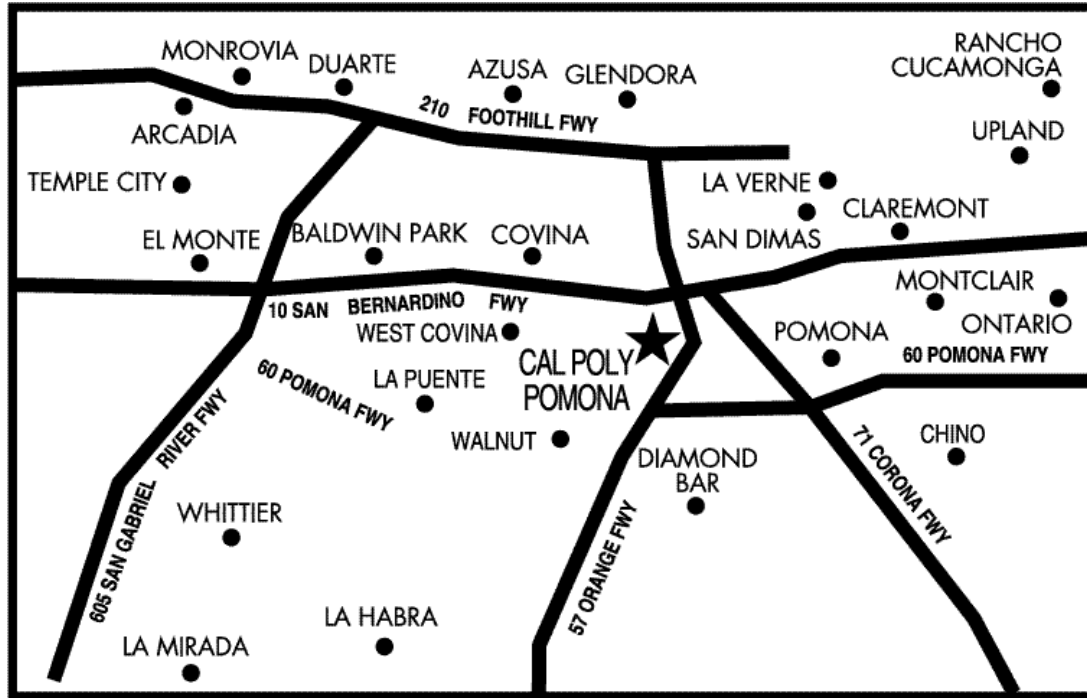 MONROVIA
DUARTE
AZUSA
GLENDORA
RANCHO
CUCAMONGA
ARCADIA
210 FOOTHILL FWY
UPLAND
TEMPLE CITY
LA VERNE
CLAREMONT
EL MONTE
BALDWIN PARK
COVINA
SAN DIMAS
10 SAN BERNARDINO FWY
MONTCLAIR
ONTARIO
WEST COVINA
CAL POLY
POMONA
POMONA
60 POMONA FWY
60 POMONA FWY
LA PUENTE
WALNUT
DIAMOND
BAR
71 CORONA FWY
CHINO
605 SAN GABRIEL RIVER FWY
WHITTIER
57 ORANGE FWY
LA HABRA
LA MIRADA